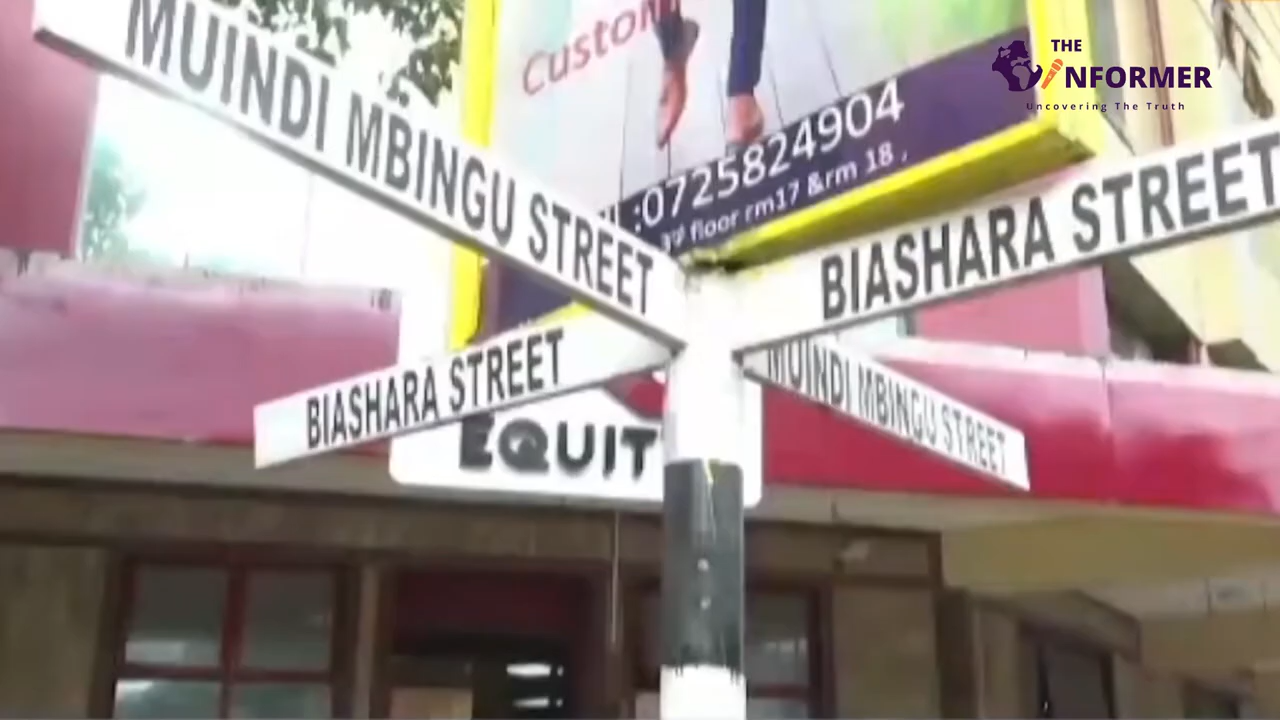 MUINDI MBINGU STREET
Custom
THE
INFORMER
Uncovering The Truth
:0725824904
floor rm17 &rm 18 .
BIASHARA STREET
BIASHARA STREET
MUINDI MBINGU STREET
EQUIT